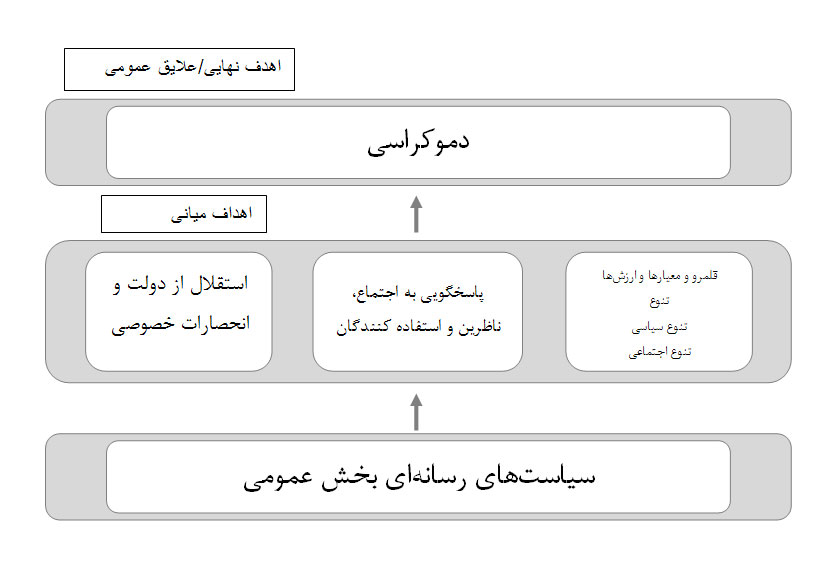 اهدف نهایی/علایق عمومی
دموکراسی
اهداف میانی
قلمرو و معیارها و ارزش‌ها
تنوع
تنوع سیاسی
تنوع اجتماعی
پاسخگویی به اجتماع،
ناظرین و استفاده کنندگان
استقلال از دولت و
انحصارات خصوصی
سیاست‌های رسانه‌ای بخش عمومی